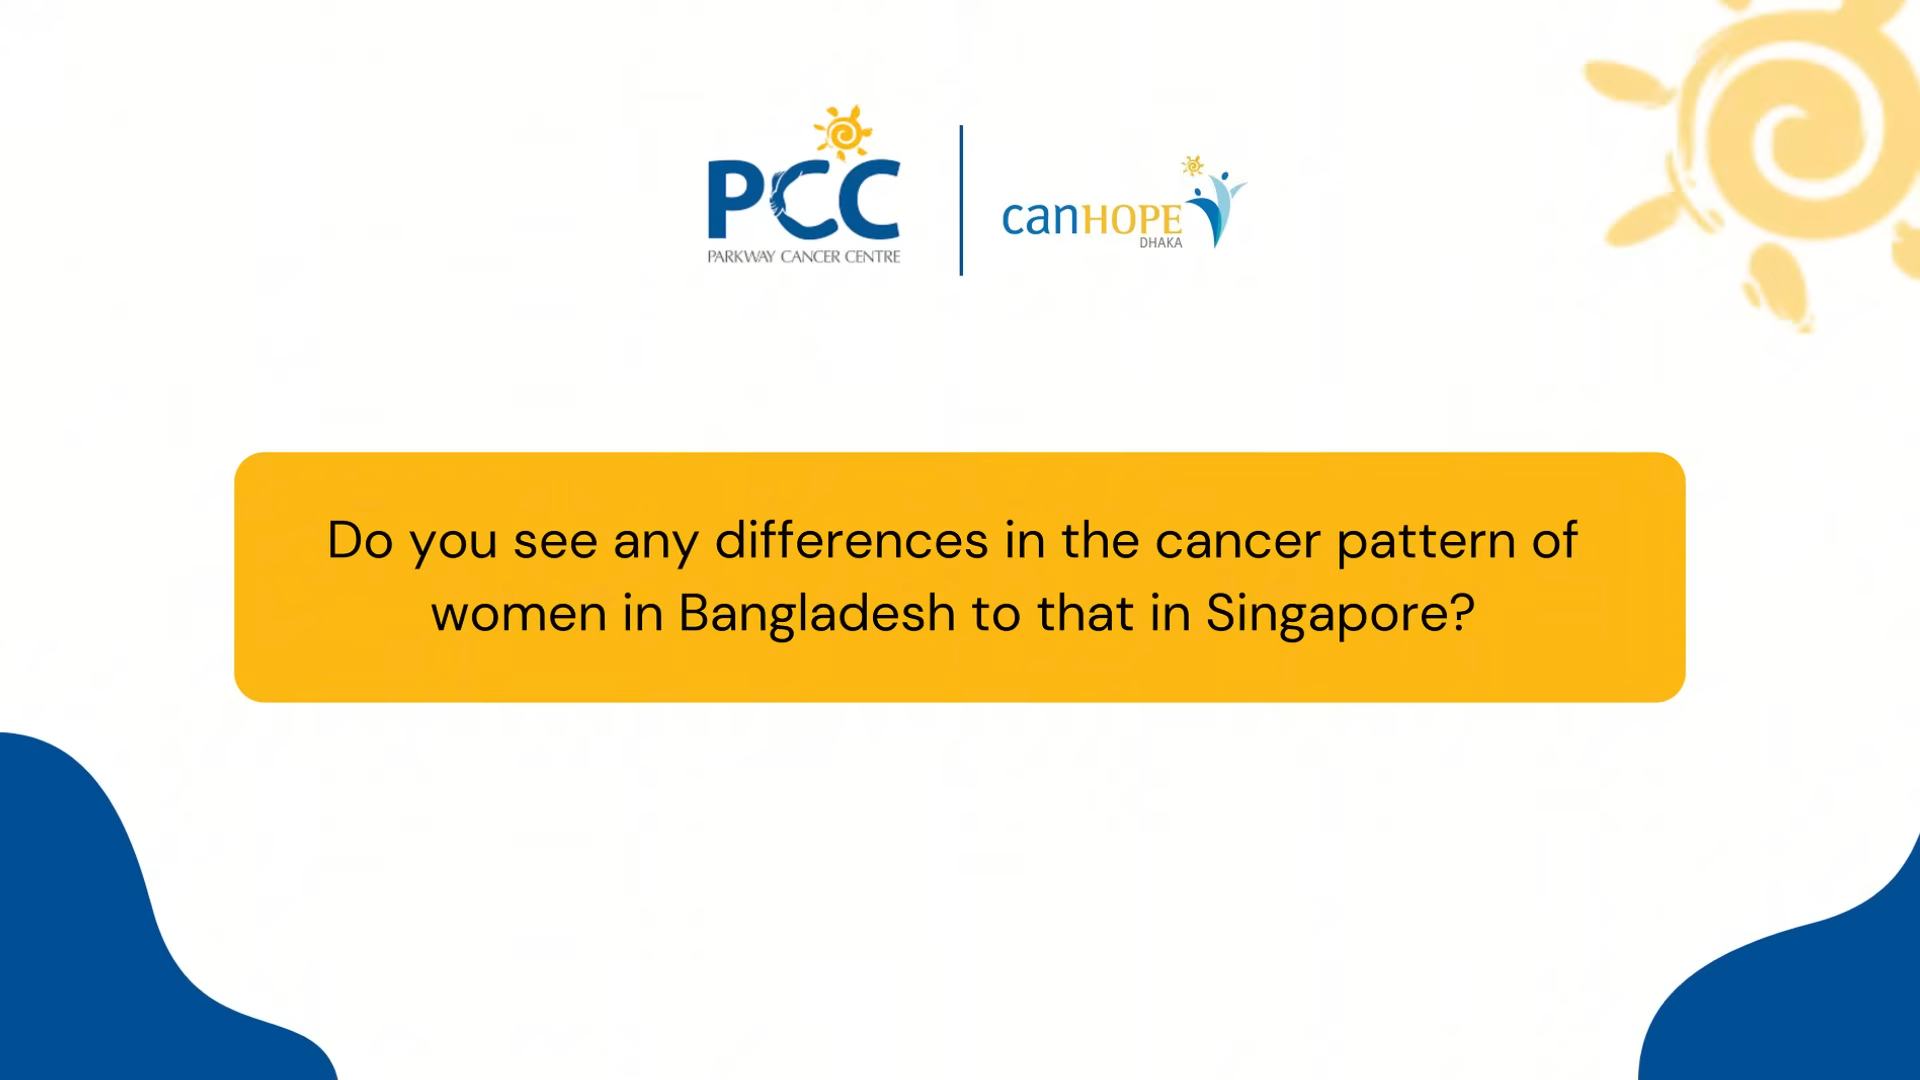 PCC
PARKWAY CANCER CENTRE
canHOPE
DHAKA
Do you see any differences in the cancer pattern of
women in Bangladesh to that in Singapore?